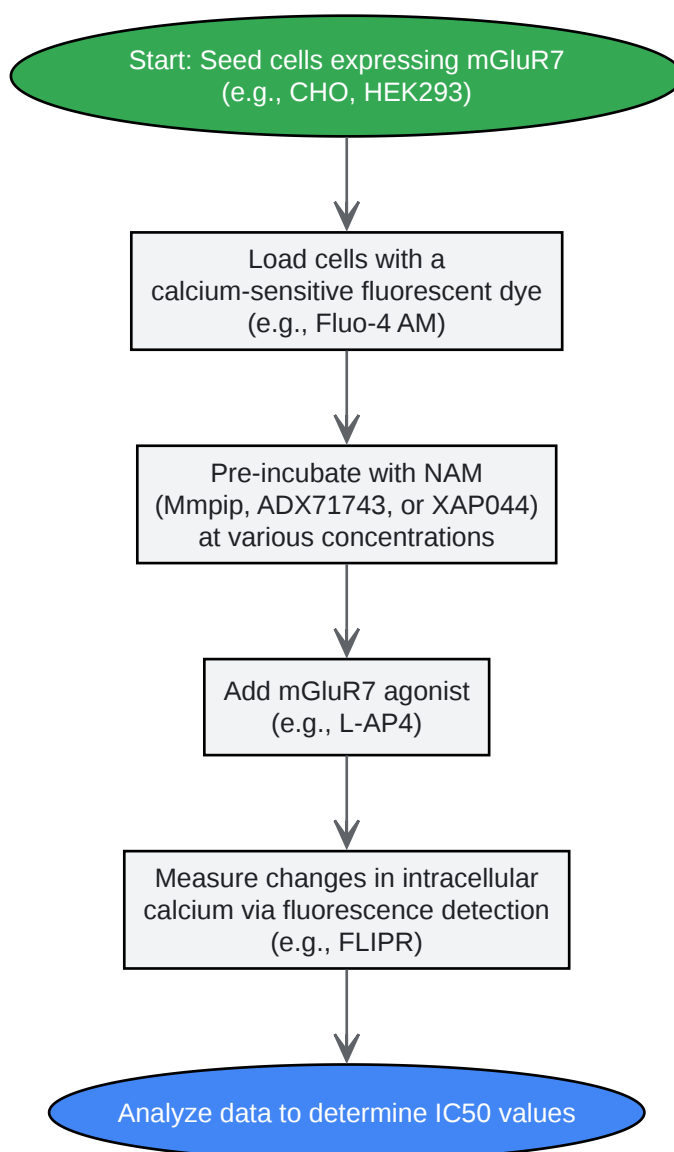 Start: Seed cells expressing mGluR7
(e.g., CHO, HEK293)
Load cells with a
calcium-sensitive fluorescent dye
(e.g., Fluo-4 AM)
Pre-incubate with NAM
(Mmpip, ADX71743, or XAP044)
at various concentrations
Add mGluR7 agonist
(e.g., L-AP4)
Measure changes in intracellular
calcium via fluorescence detection
(e.g., FLIPR)
Analyze data to determine IC50 values